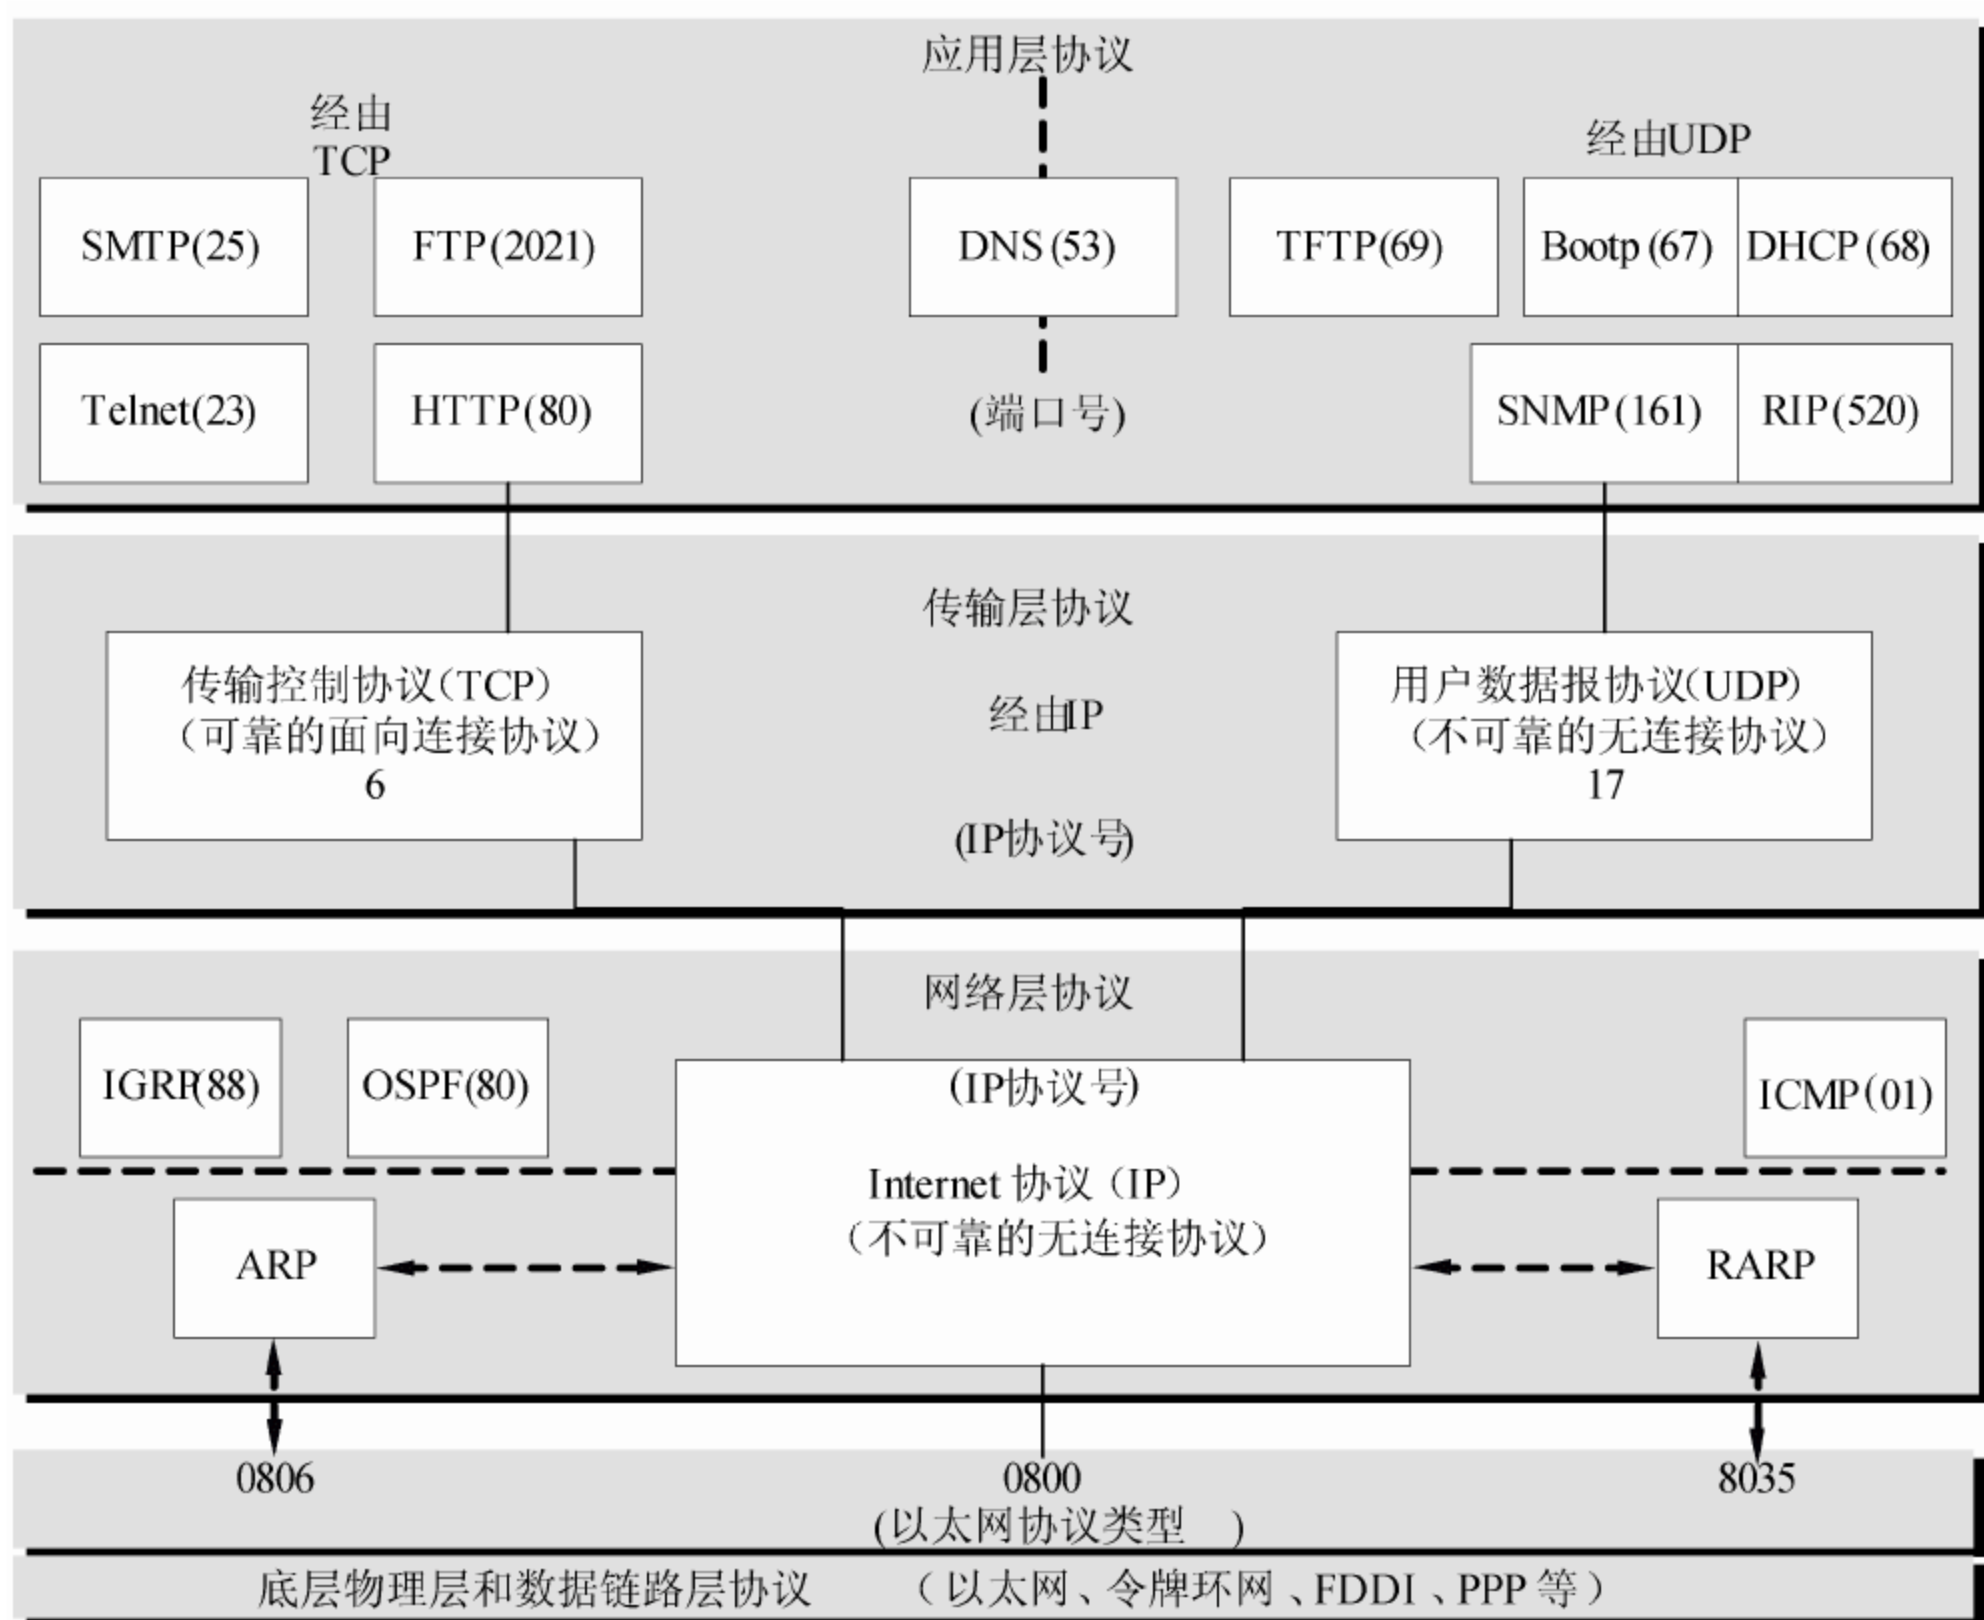 应用层协议
经由
TCP
经由UDP
SMTP(25)
FTP(2021)
DNS(53)
TFTP(69)
Bootp(67)
DHCP(68)
Telnet(23)
HTTP(80)
(端口号)
SNMP(161)
RIP(520)
传输层协议
传输控制协议(TCP)
(可靠的面向连接协议)
6
经由IP
用户数据报协议(UDP)
(不可靠的无连接协议)
17
(IP协议号)
网络层协议
IGRP(88)
OSPF(80)
(IP协议号)
ICMP(01)
Internet 协议(IP)
(不可靠的无连接协议)
ARP
RARP
0806
0800
8035
(以太网协议类型 )
底层物理层和数据链路层协议 (以太网、令牌环网、FDDI、PPP等)